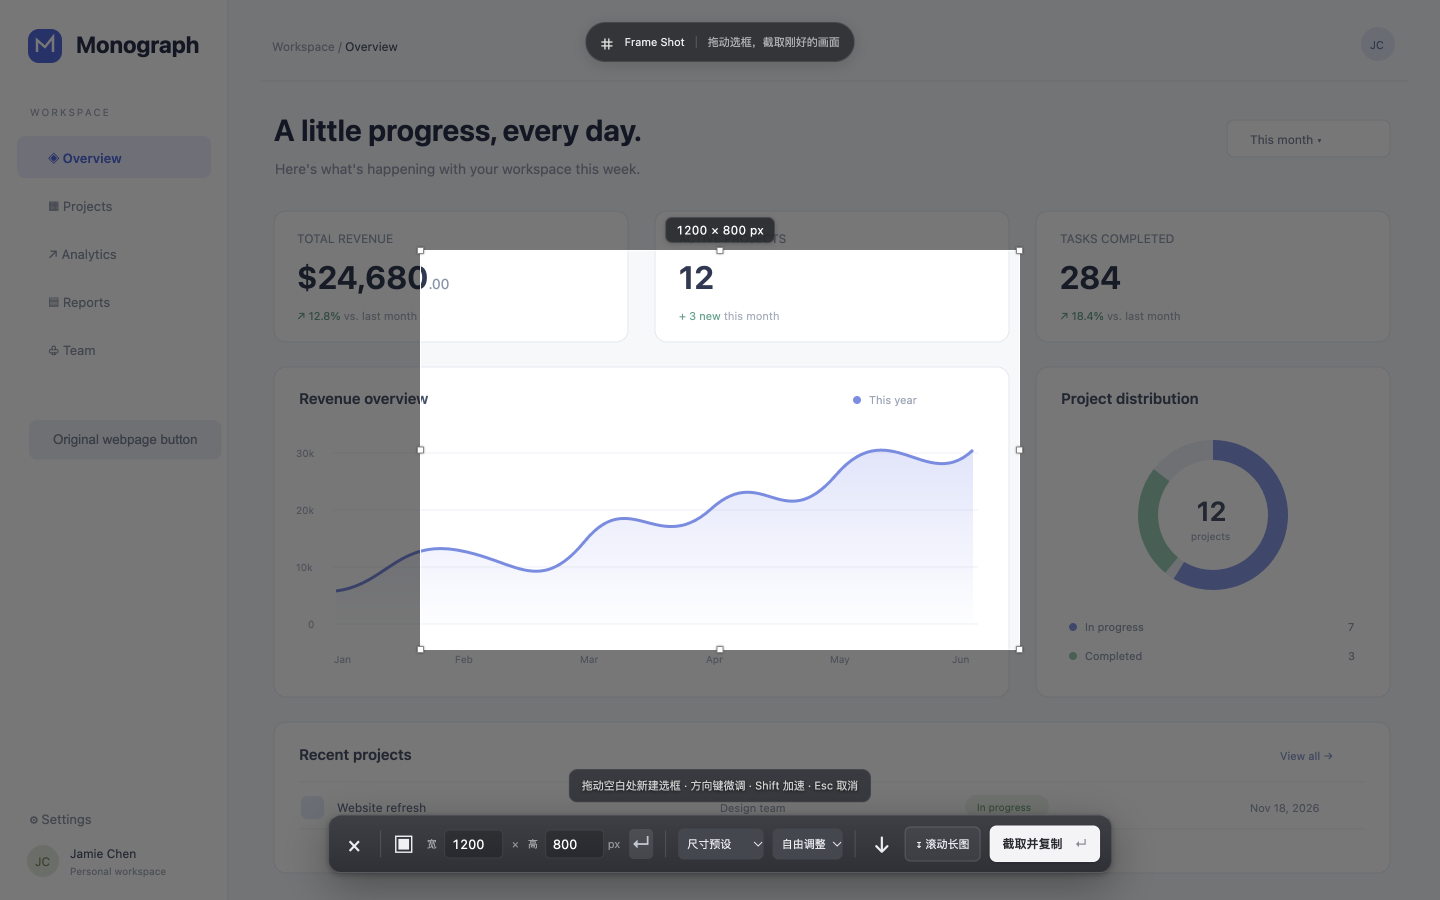 Monograph
Workspace / Overview
Frame Shot
拖动选框，截取刚好的画面
JC
WORKSPACE
Overview
Projects
Analytics
Reports
Team
Original webpage button
Settings
JC
Jamie Chen
Personal workspace
A little progress, every day.
Here's what's happening with your workspace this week.
This month ▾
TOTAL REVENUE
$24,680.00
↗ 12.8% vs. last month
1200 × 800 px
TS
12
+ 3 new this month
TASKS COMPLETED
284
↗ 18.4% vs. last month
Revenue overview
This year
30k
20k
10k
0
Jan
Feb
Mar
Apr
May
Jun
Project distribution
12
projects
In progress
7
Completed
3
Recent projects
View all →
拖动空白处新建选框 · 方向键微调 · Shift 加速 · Esc 取消
Website refresh
Design team
In progress
Nov 18, 2026
宽
1200
×
高
800
px
尺寸预设
自由调整
↧ 滚动长图
截取并复制